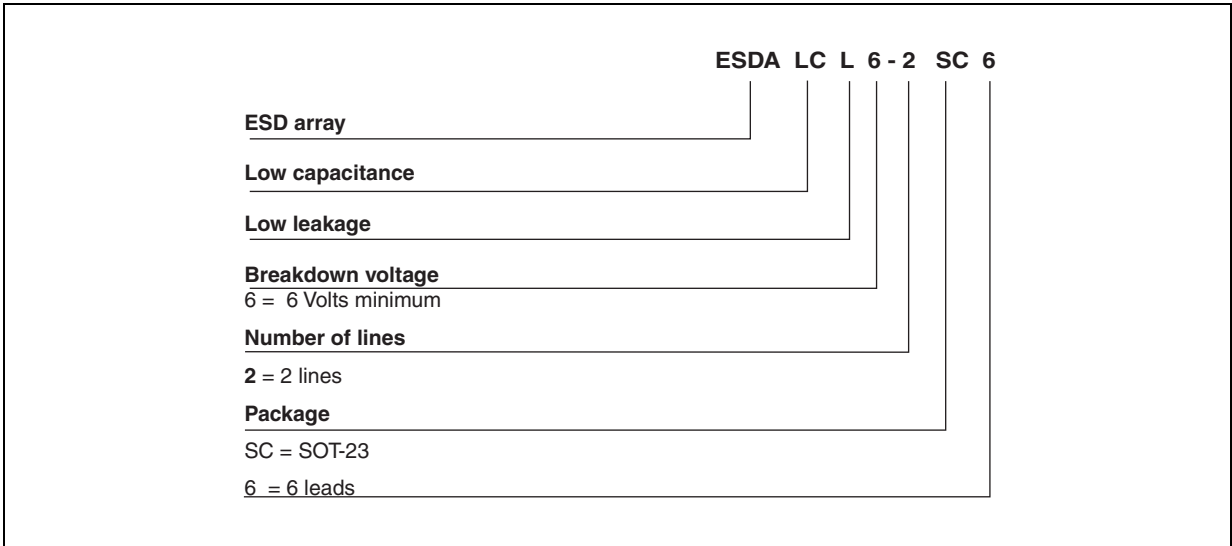 ESDA LC L 6 - 2 SC 6
ESD array
Low capacitance
Low leakage
Breakdown voltage
6 = 6 Volts minimum
Number of lines
2 = 2 lines
Package
SC = SOT-23
6 = 6 leads